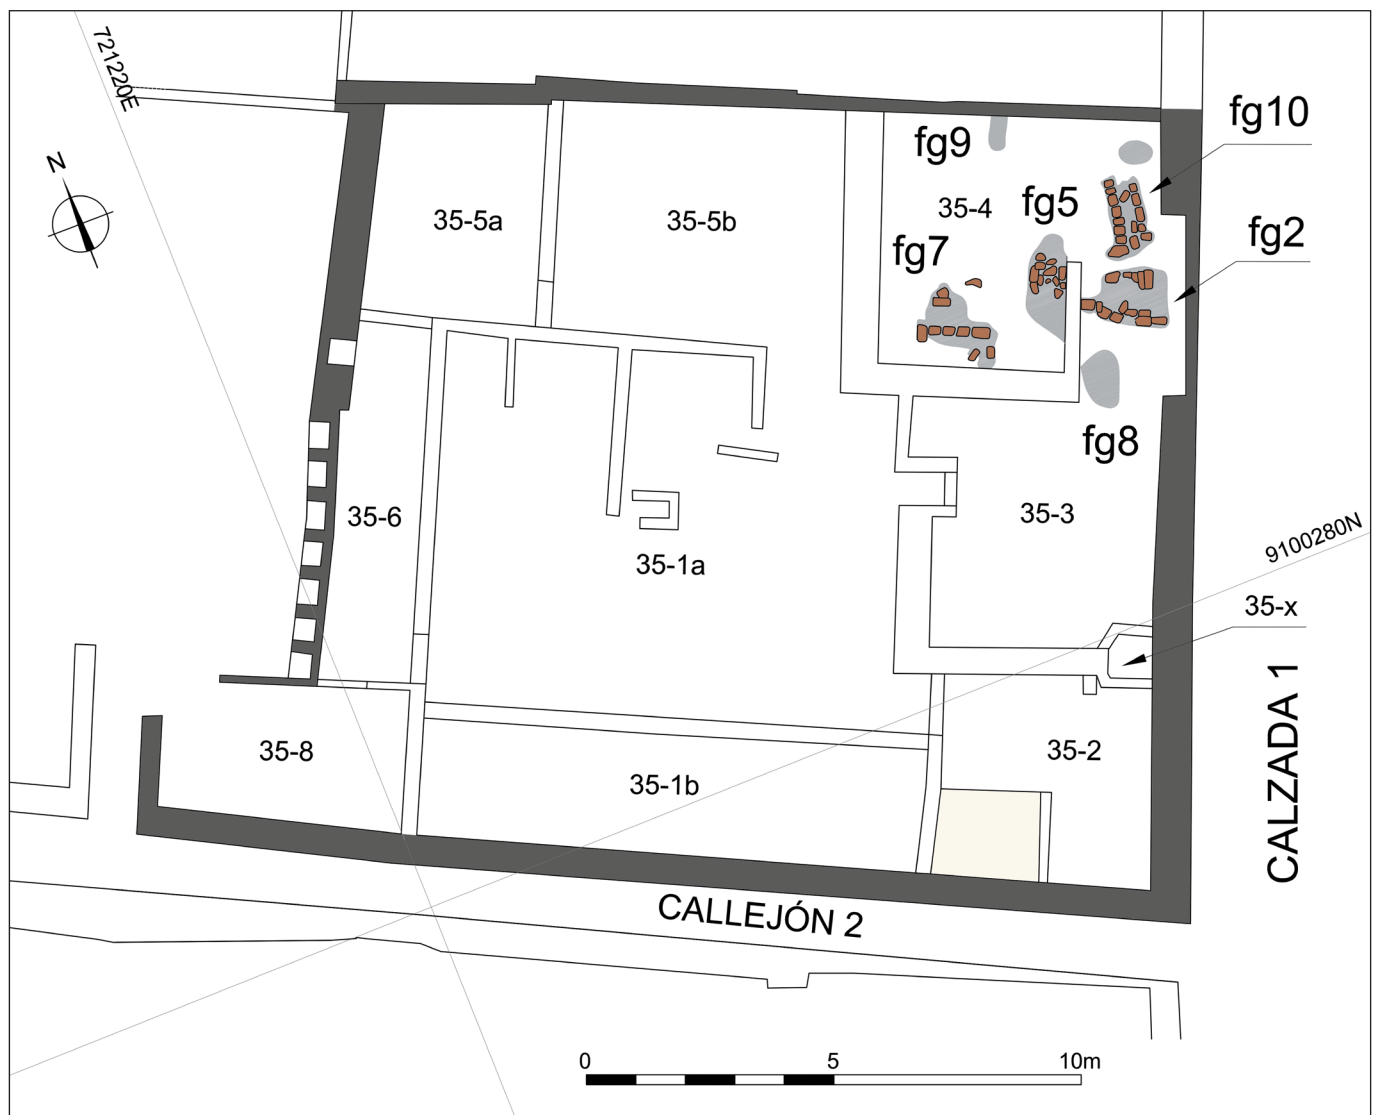 721220E
N
fg9
fg10
35-4
fg5
fg2
fg7
35-5a
35-5b
fg8
35-6
35-3
35-1a
9100280N
35-x
35-8
35-1b
35-2
CALZADA 1
CALLEJÓN 2
0 5 10m